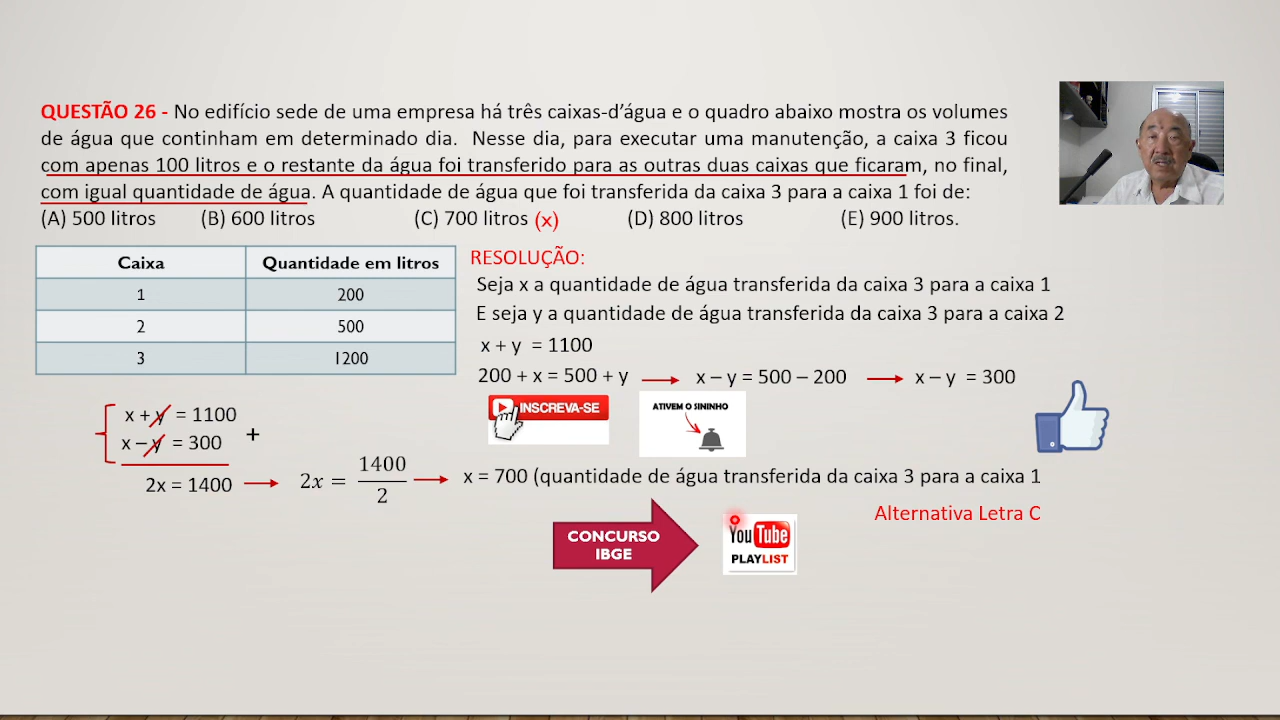 QUESTÃO 26 - No edifício sede de uma empresa há três caixas-d'água e o quadro abaixo mostra os volumes
de água que continham em determinado dia. Nesse dia, para executar uma manutenção, a caixa 3 ficou
com apenas 100 litros e o restante da água foi transferido para as outras duas caixas que ficaram, no final,
com igual quantidade de água. A quantidade de água que foi transferida da caixa 3 para a caixa 1 foi de:
(A) 500 litros (B) 600 litros (C) 700 litros (x) (D) 800 litros (E) 900 litros.
Caixa Quantidade em litros
1 200
2 500
3 1200
RESOLUÇÃO:
Seja x a quantidade de água transferida da caixa 3 para a caixa 1
E seja y a quantidade de água transferida da caixa 3 para a caixa 2
x + y = 1100
200 + x = 500 + y x – y = 500 – 200 x – y = 300
INSCREVA-SE
ATIVEM O SININHO
x + y = 1100
x – y = 300 +
2x = 1400 2x = 1400/2 x = 700 (quantidade de água transferida da caixa 3 para a caixa 1
Alternativa Letra C
CONCURSO
IBGE
YouTube
PLAYLIST